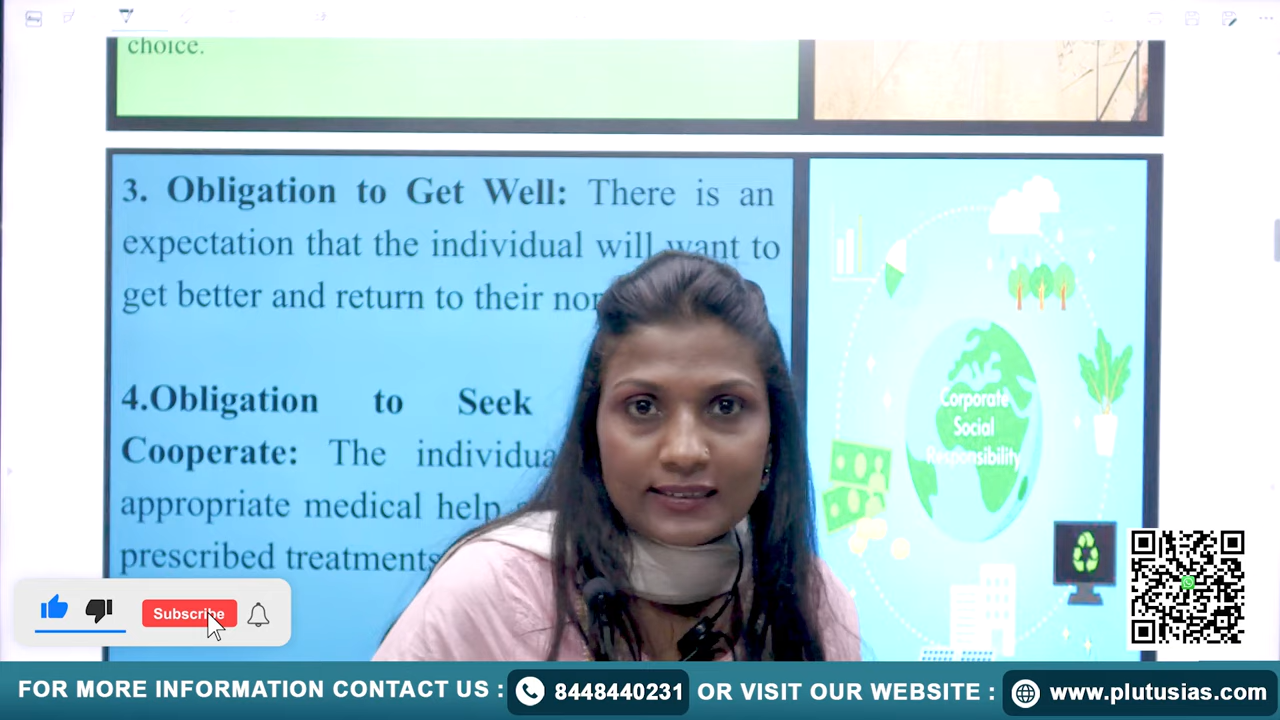 choice.
3. Obligation to Get Well: There is an
expectation that the individual will want to
get better and return to their
4.Obligation to Seek
Cooperate: The
appropriate medical help
prescribed treatments
Corporate
Social
Responsibility
Subscribe
FOR MORE INFORMATION CONTACT US : 8448440231 OR VISIT OUR WEBSITE : www.plutusias.com